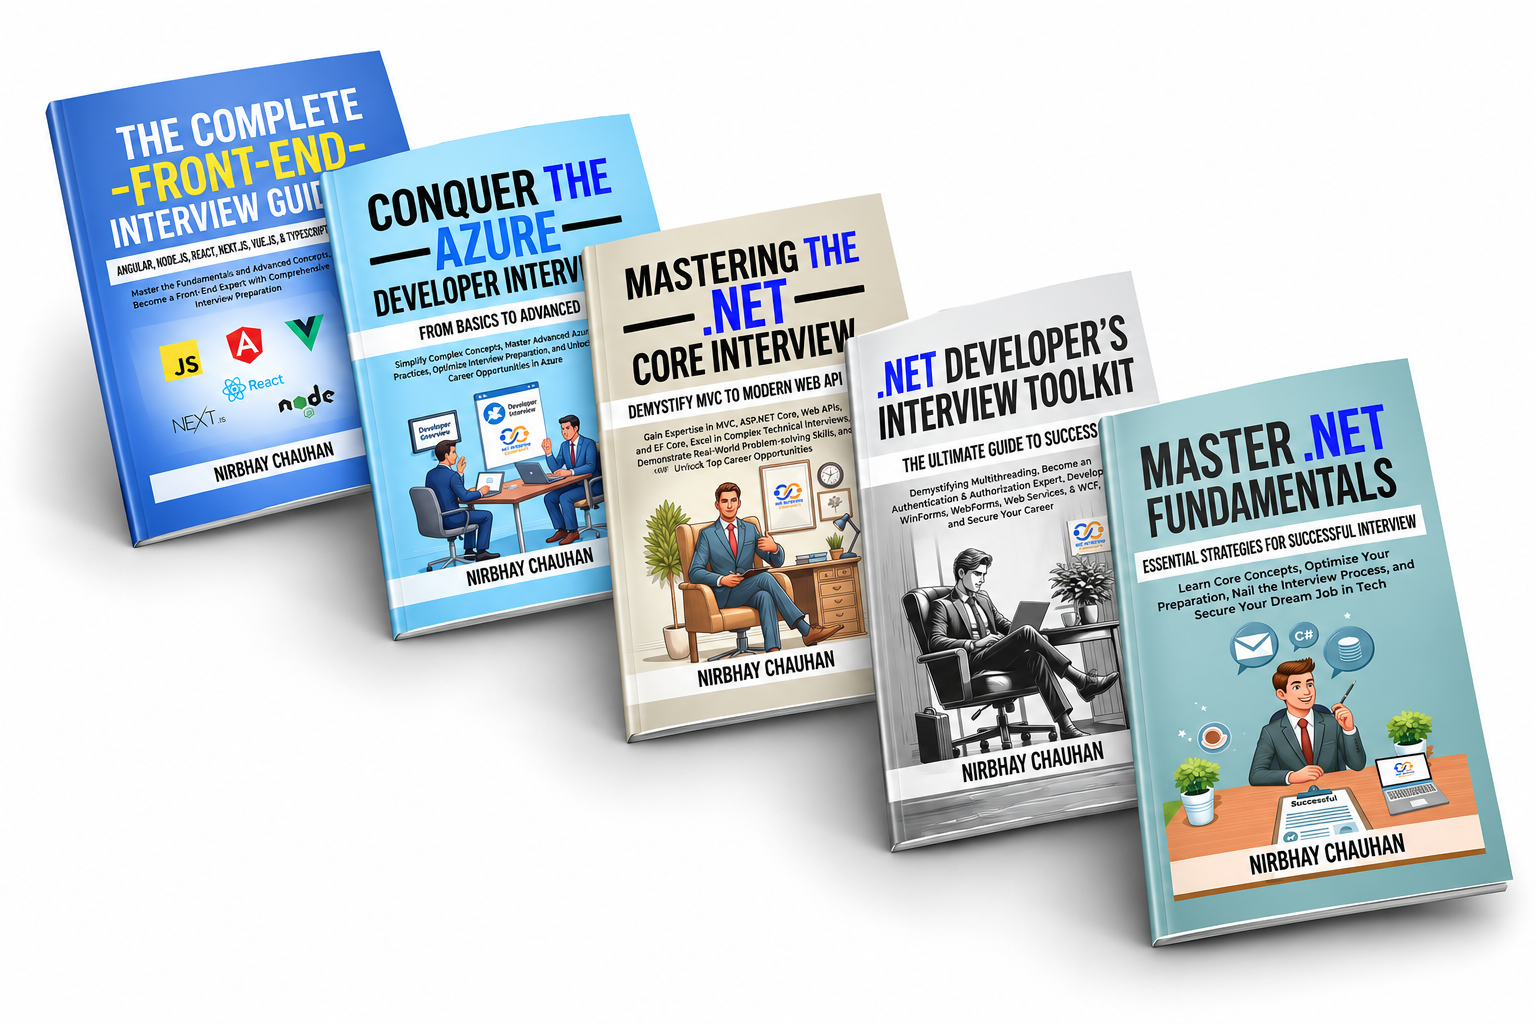 THE COMPLETE
-FRONT-END-
INTERVIEW
ANGULAR, NODE.JS, REACT, NEXT.JS, VUE.JS, & TYPESCRIPT
Master the Fundamentals and Advanced Concepts,
Become a Front-End Expert with Comprehensive
Interview Preparation
JS
A
React
NEXT.JS
node
NIRBHAY CHAUHAN
CONQUER THE
AZURE
DEVELOPER
FROM BASICS TO ADVANCED
Simplify Complex Concepts, Master Advanced
Practices, Optimize Interview Preparation, and
Career Opportunities in Azure
Developer
Developer
Interview
NIRBHAY CHAUHAN
MASTERING THE
.NET
CORE INTERVIEW
DEMYSTIFY MVC TO MODERN WEB API
Gain Expertise in MVC, ASP.NET Core, Web APIs,
and EF Core, Excel in Complex Technical Interviews,
Demonstrate Real-World Problem-solving Skills, and
Unlock Top Career Opportunities
NIRBHAY CHAUHAN
.NET DEVELOPER'S
INTERVIEW TOOLKIT
THE ULTIMATE GUIDE TO SUCCESS
Demystifying Multithreading, Become an
Authentication & Authorization Expert, Develop
WinForms, WebForms, Web Services, & WCF,
and Secure Your Career
NIRBHAY CHAUHAN
MASTER .NET
FUNDAMENTALS
ESSENTIAL STRATEGIES FOR SUCCESSFUL INTERVIEW
Learn Core Concepts, Optimize Your
Preparation, Nail the Interview Process, and
Secure Your Dream Job in Tech
C#
Successful
NIRBHAY CHAUHAN